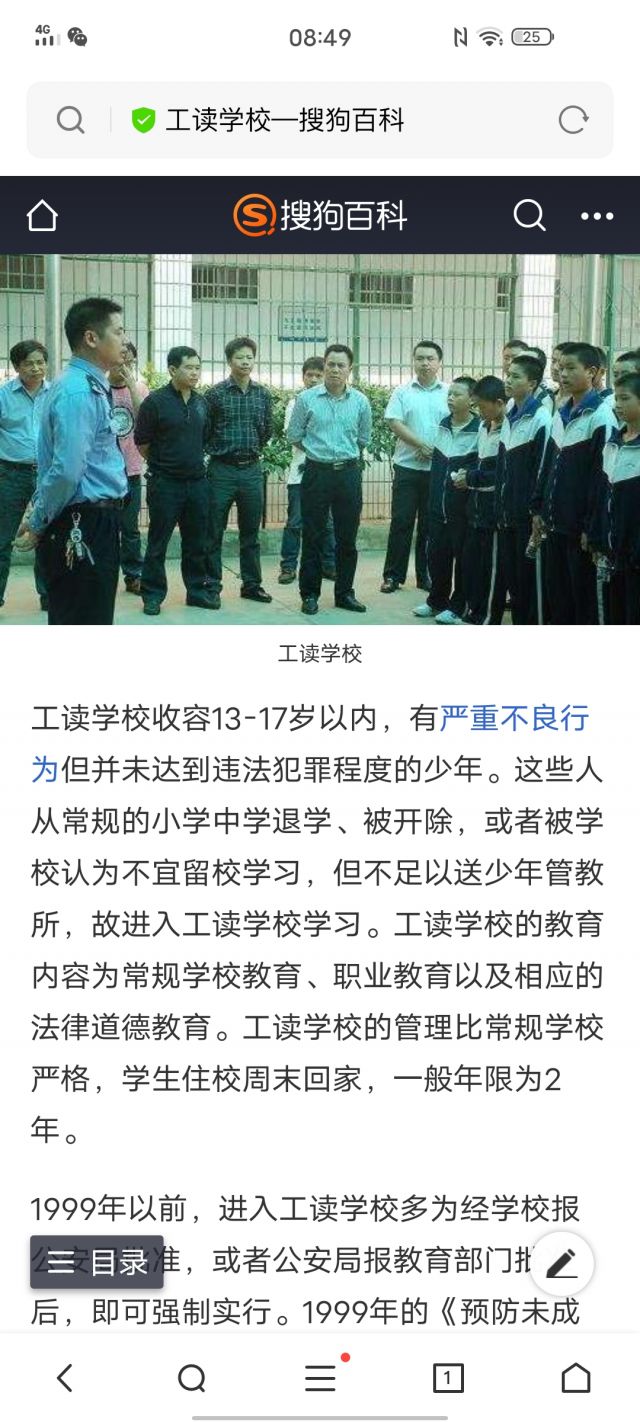 4G
08:49
25
工读学校—搜狗百科
搜狗百科
工读学校
工读学校收容13-17岁以内，有严重不良行
为但并未达到违法犯罪程度的少年。这些人
从常规的小学中学退学、被开除，或者被学
校认为不宜留校学习，但不足以送少年管教
所，故进入工读学校学习。工读学校的教育
内容为常规学校教育、职业教育以及相应的
法律道德教育。工读学校的管理比常规学校
严格，学生住校周末回家，一般年限为2
年。
1999年以前，进入工读学校多为经学校报
准，或者公安局报教育部门批
目录
后，即可强制实行。1999年的《预防未成
1